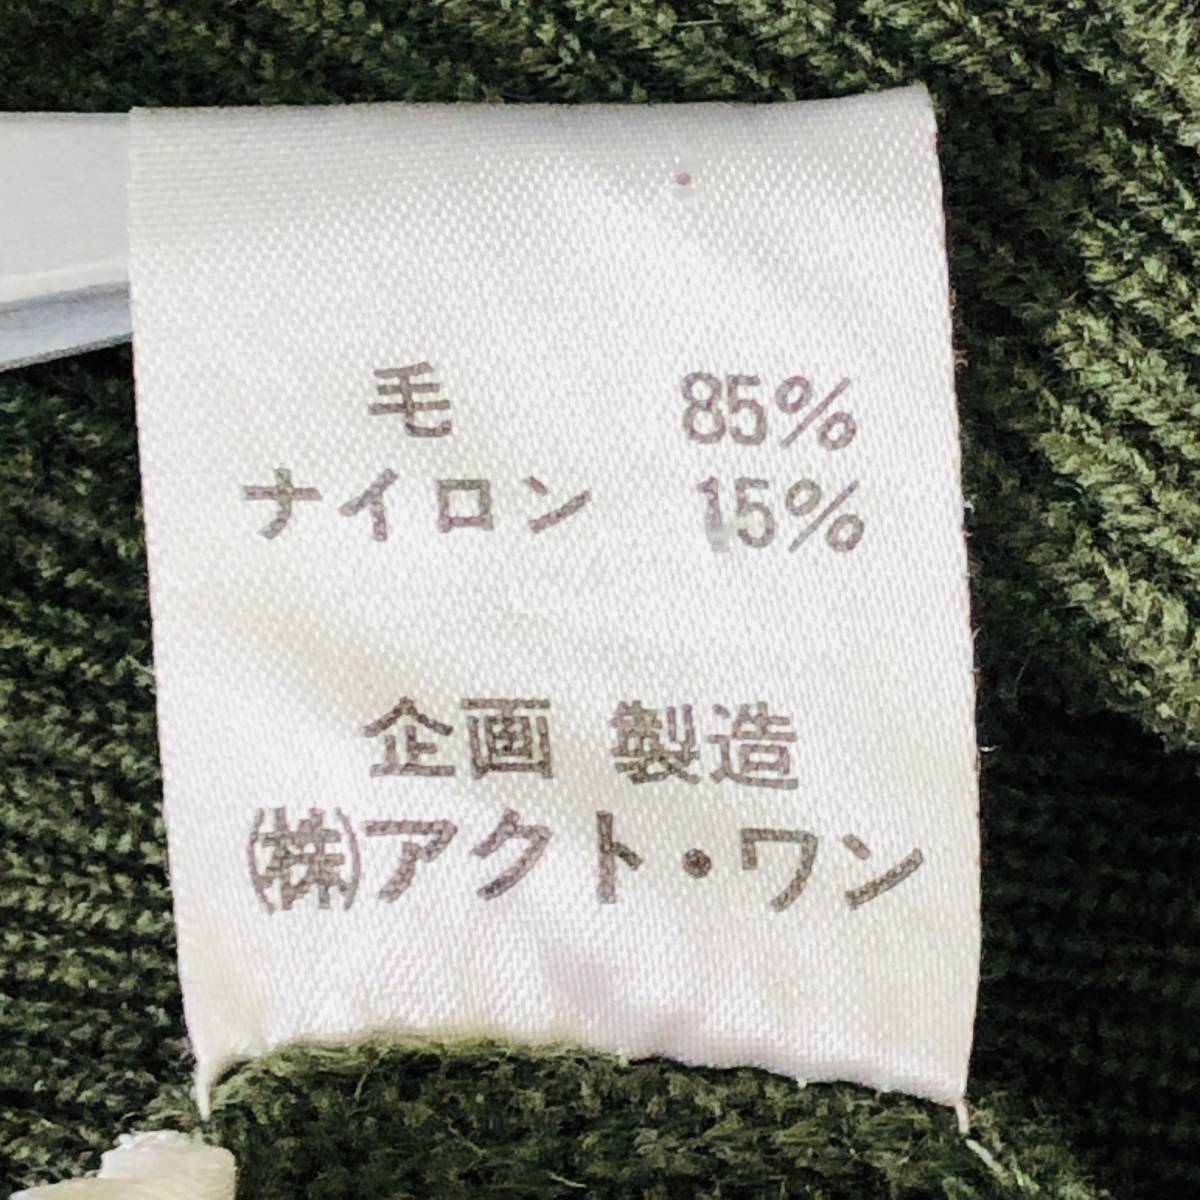 毛 85%
ナイロン 15%
企画 製造
㈱アクト・ワン